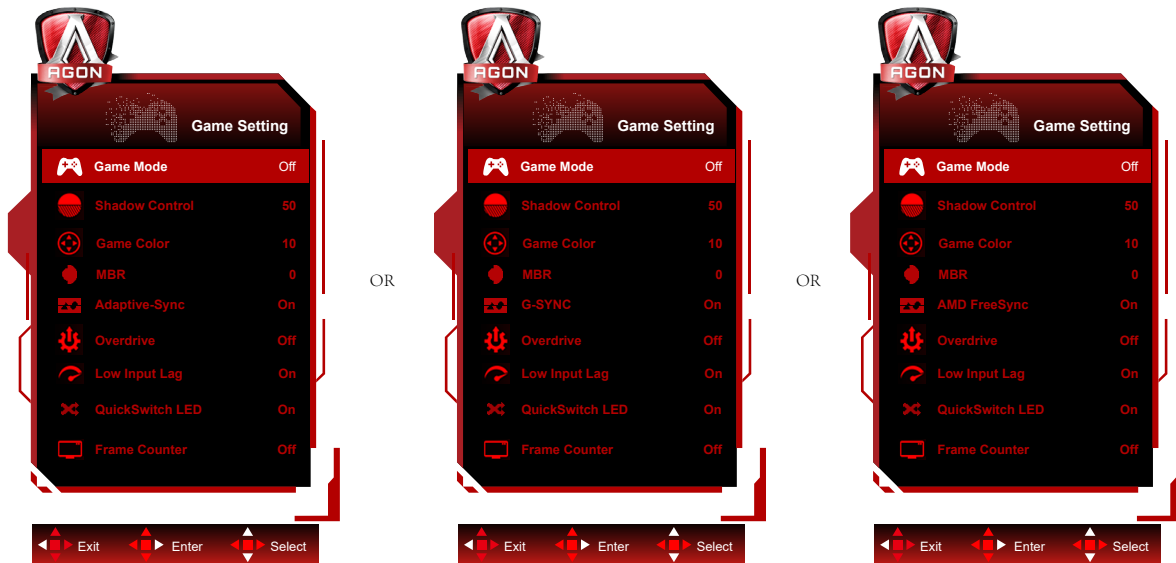 AGON
Game Setting
Game Mode Off
Shadow Control 50
Game Color 10
MBR 0
Adaptive-Sync On
Overdrive Off
Low Input Lag On
QuickSwitch LED On
Frame Counter Off
Exit Enter Select
OR
AGON
Game Setting
Game Mode Off
Shadow Control 50
Game Color 10
MBR 0
G-SYNC On
Overdrive Off
Low Input Lag On
QuickSwitch LED On
Frame Counter Off
Exit Enter Select
OR
AGON
Game Setting
Game Mode Off
Shadow Control 50
Game Color 10
MBR 0
AMD FreeSync On
Overdrive Off
Low Input Lag On
QuickSwitch LED On
Frame Counter Off
Exit Enter Select